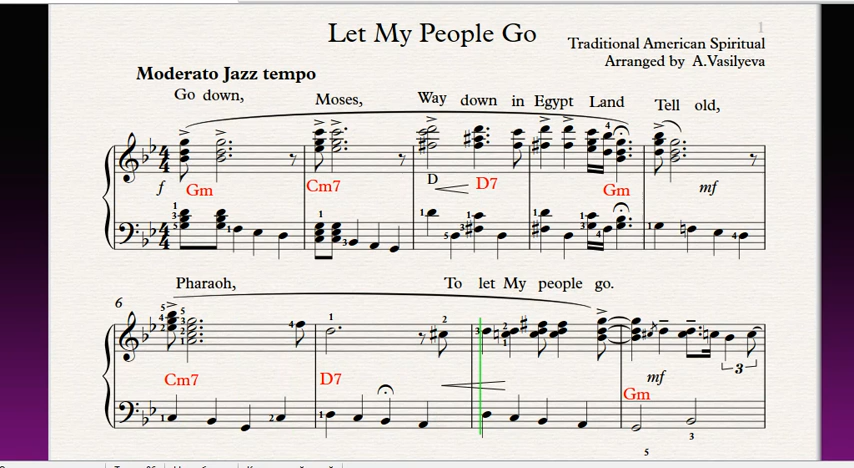 1
Let My People Go
Traditional American Spiritual
Arranged by A.Vasilyeva
Moderato Jazz tempo
Go down, Moses, Way down in Egypt Land Tell old,
f Gm Cm7 D D7 Gm mf
Pharaoh, To let My people go.
6
Cm7 D7 mf Gm
3